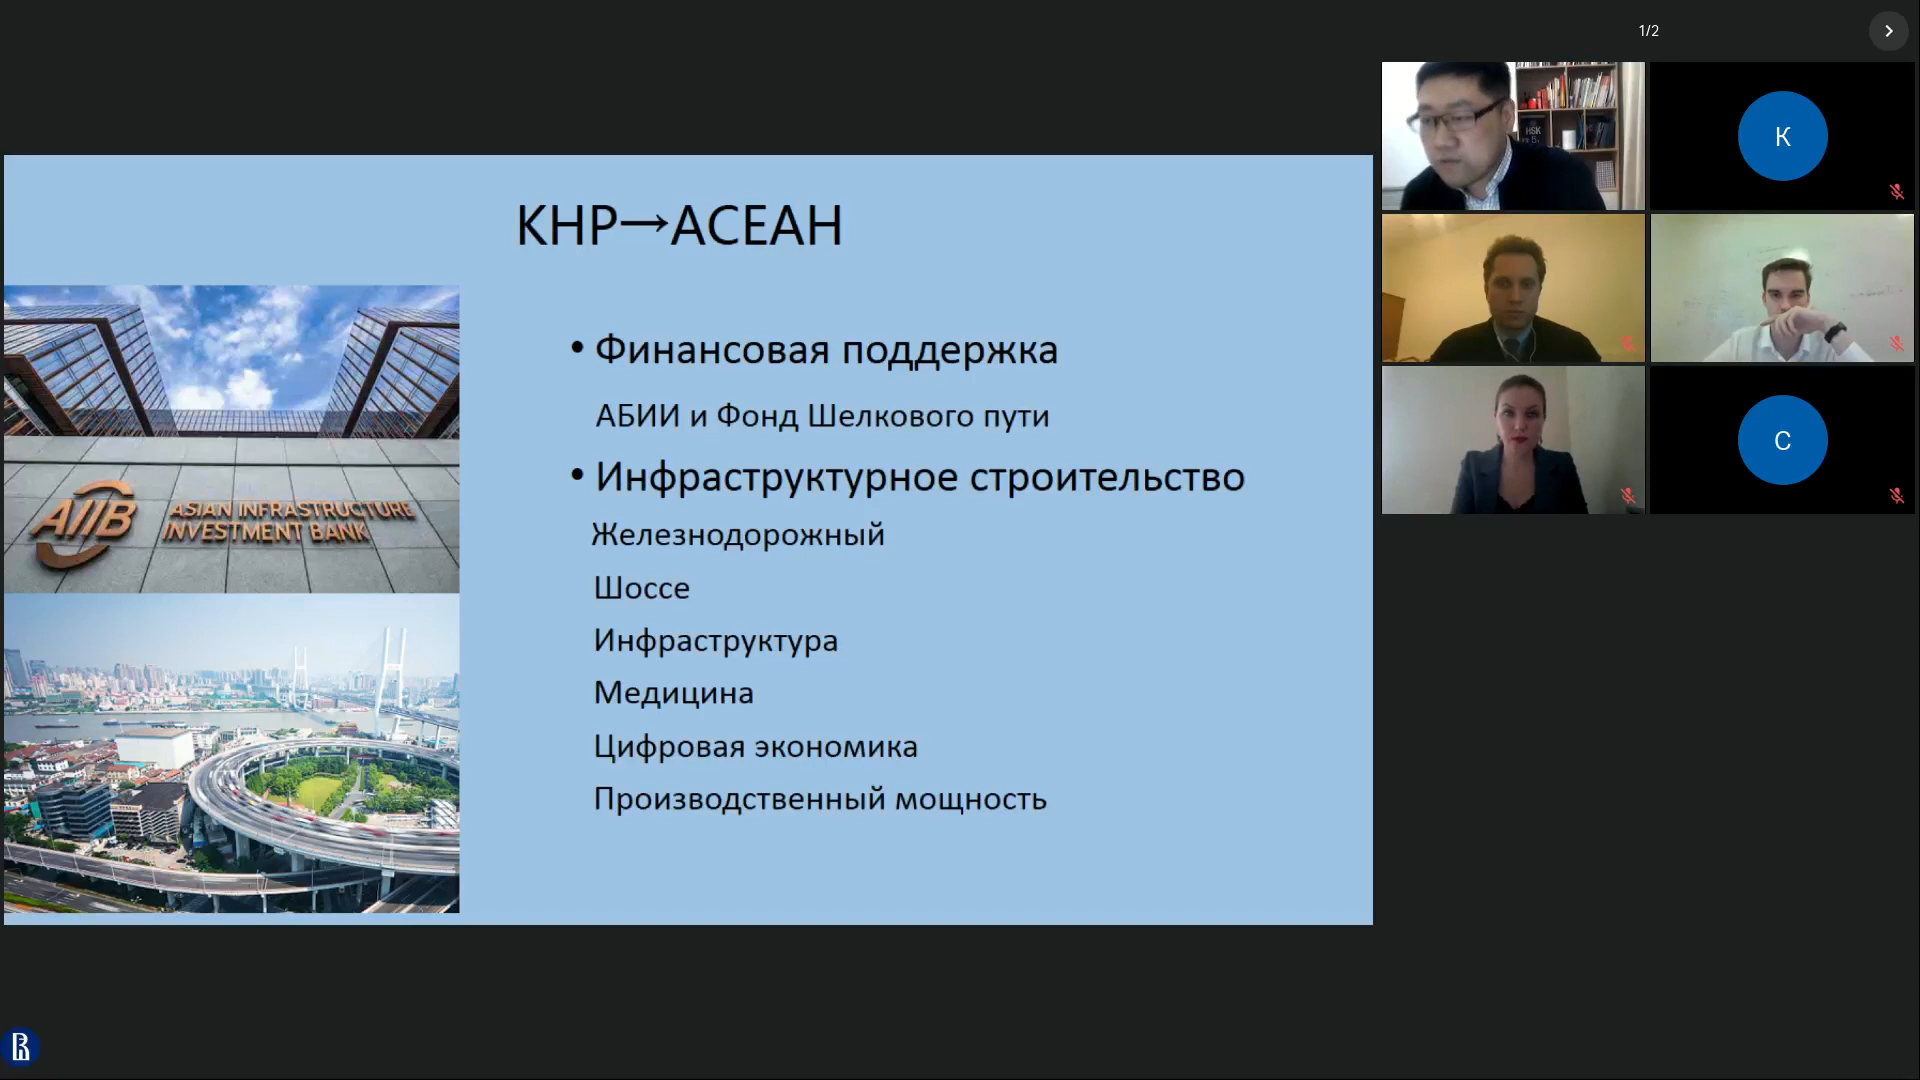 1/2
КНР→АСЕАН
• Финансовая поддержка
АБИИ и Фонд Шелкового пути
• Инфраструктурное строительство
Железнодорожный
Шоссе
Инфраструктура
Медицина
Цифровая экономика
Производственный мощность
AIIB
ASIAN INFRASTRUCTURE
INVESTMENT BANK
HSK
К
С